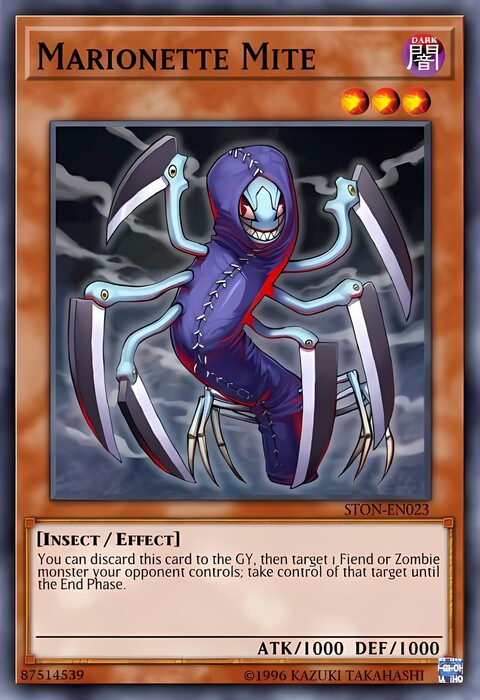 MARIONETTE MITE
DARK
闇
STON-EN023
[INSECT / EFFECT]
You can discard this card to the GY, then target 1 Fiend or Zombie
monster your opponent controls; take control of that target until
the End Phase.
ATK/1000 DEF/1000
87514539
©1996 KAZUKI TAKAHASHI